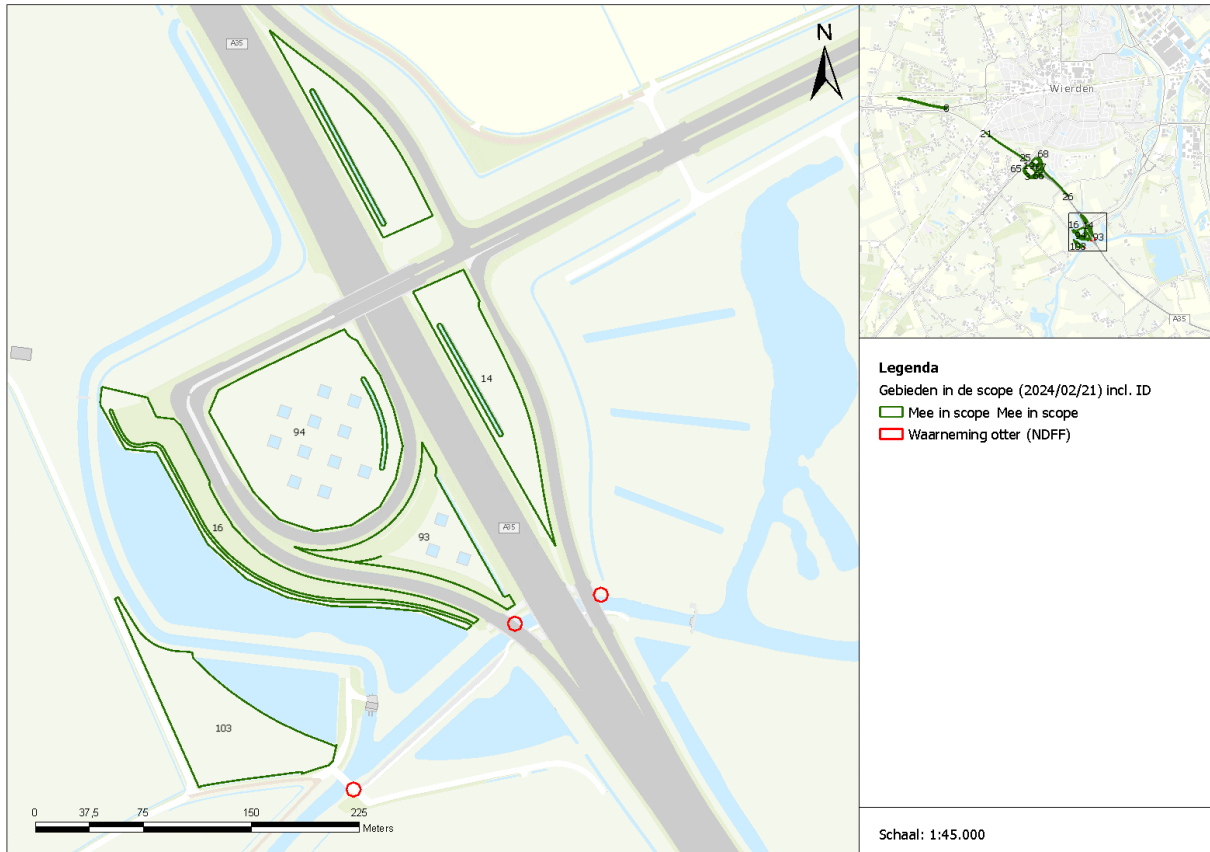 A35
N
A35
14
94
16
93
A35
103
0
37,5
75
150
225
Meters
Wierden
8
21
25
68
65
26
16
93
A35
Legenda
Gebieden in de scope (2024/02/21) incl. ID
Mee in scope Mee in scope
Waarneming otter (NDFF)
Schaal: 1:45.000